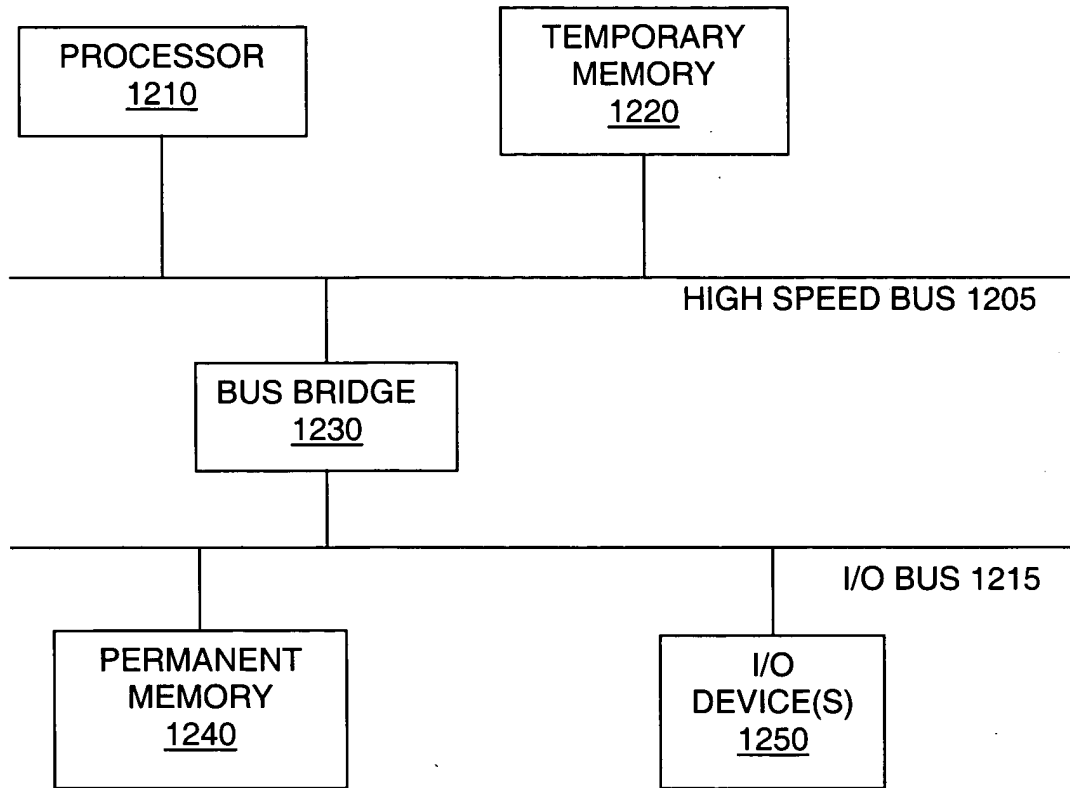 PROCESSOR
1210
TEMPORARY
MEMORY
1220
HIGH SPEED BUS 1205
BUS BRIDGE
1230
I/O BUS 1215
PERMANENT
MEMORY
1240
I/O
DEVICE(S)
1250